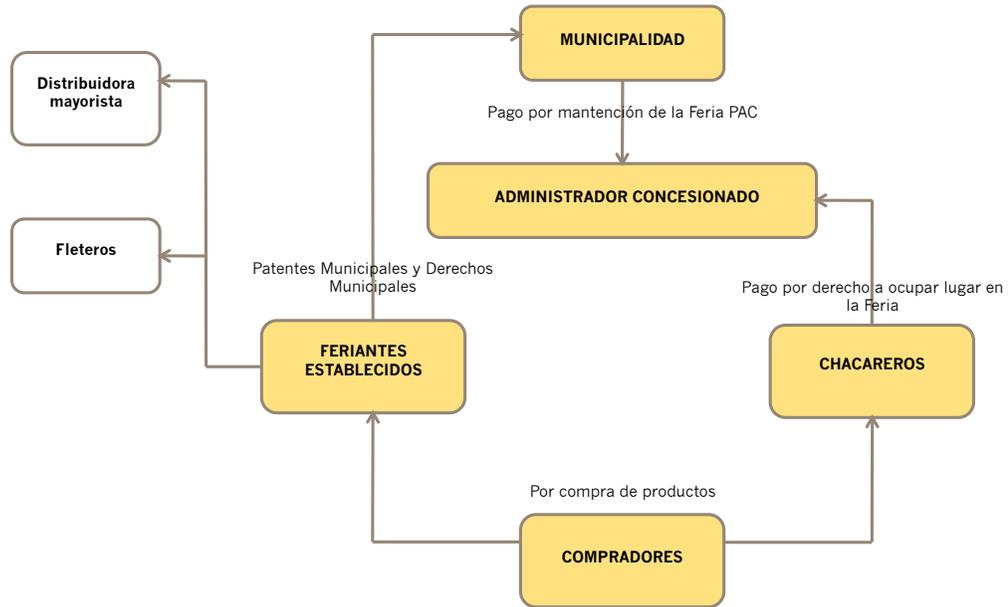 MUNICIPALIDAD
Distribuidora
mayorista
Pago por mantención de la Feria PAC
ADMINISTRADOR CONCESIONADO
Fleteros
Patentes Municipales y Derechos
Municipales
Pago por derecho a ocupar lugar en
la Feria
FERIANTES
ESTABLECIDOS
CHACAREROS
Por compra de productos
COMPRADORES